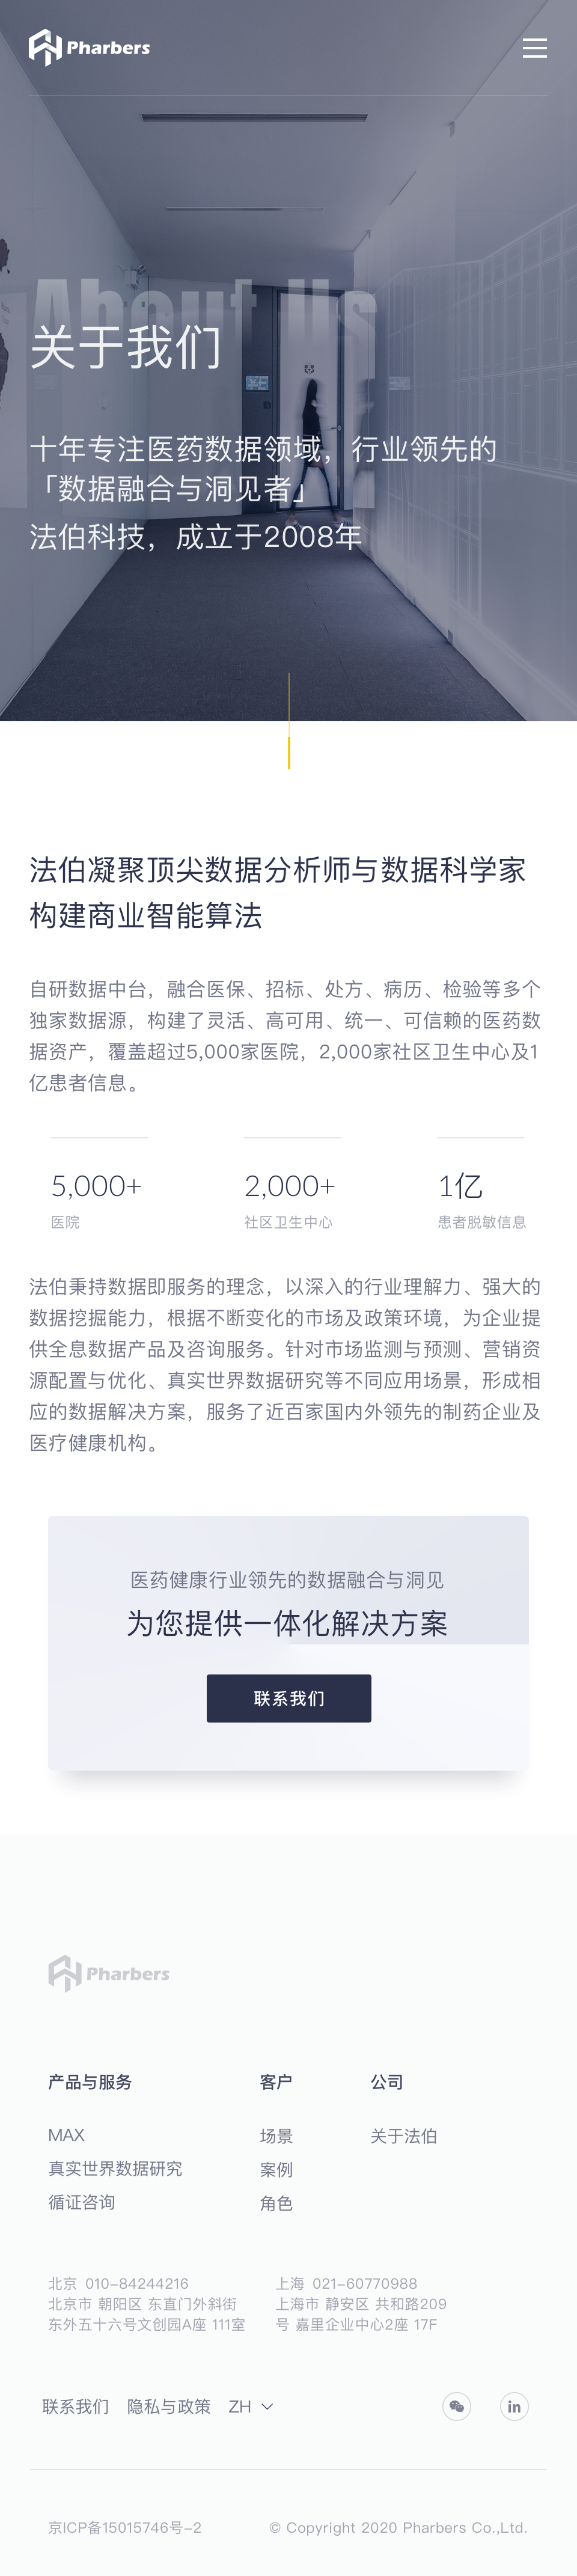 Pharbers
About Us
关于我们
十年专注医药数据领域，行业领先的
「数据融合与洞见者」
法伯科技，成立于2008年
法伯凝聚顶尖数据分析师与数据科学家
构建商业智能算法
自研数据中台，融合医保、招标、处方、病历、检验等多个
独家数据源，构建了灵活、高可用、统一、可信赖的医药数
据资产，覆盖超过5,000家医院，2,000家社区卫生中心及1
亿患者信息。
5,000+ 2,000+ 1亿
医院 社区卫生中心 患者脱敏信息
法伯秉持数据即服务的理念，以深入的行业理解力、强大的
数据挖掘能力，根据不断变化的市场及政策环境，为企业提
供全息数据产品及咨询服务。针对市场监测与预测、营销资
源配置与优化、真实世界数据研究等不同应用场景，形成相
应的数据解决方案，服务了近百家国内外领先的制药企业及
医疗健康机构。
医药健康行业领先的数据融合与洞见
为您提供一体化解决方案
联系我们
Pharbers
产品与服务 客户 公司
MAX 场景 关于法伯
真实世界数据研究 案例
循证咨询 角色
北京 010-84244216 上海 021-60770988
北京市 朝阳区 东直门外斜街 上海市 静安区 共和路209
东外五十六号文创园A座 111室 号 嘉里企业中心2座 17F
联系我们 隐私与政策 ZH in
京ICP备15015746号-2 © Copyright 2020 Pharbers Co.,Ltd.